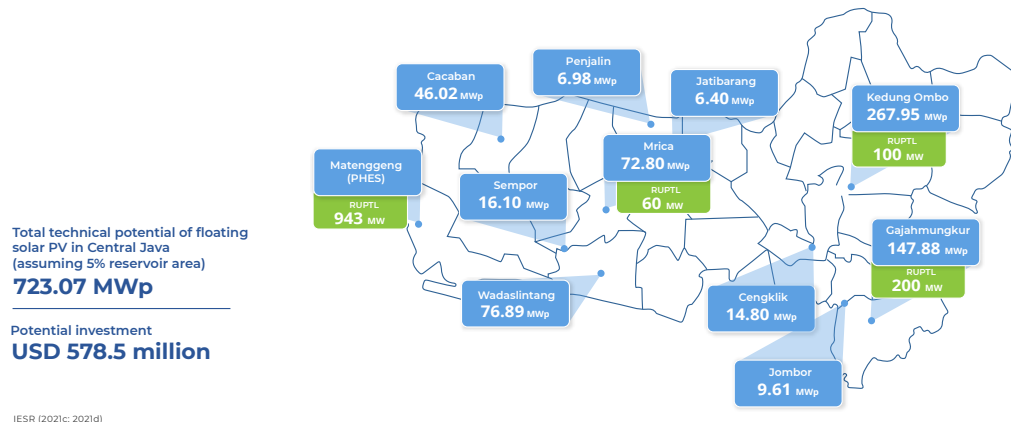 Cacaban
46.02 MWp
Penjalin
6.98 MWp
Jatibarang
6.40 MWp
Kedung Ombo
267.95 MWp
RUPTL
100 MW
Mrica
72.80 MWp
RUPTL
60 MW
Matenggeng
(PHES)
RUPTL
943 MW
Sempor
16.10 MWp
Gajahmungkur
147.88 MWp
RUPTL
200 MW
Wadaslintang
76.89 MWp
Cengklik
14.80 MWp
Jombor
9.61 MWp
Total technical potential of floating
solar PV in Central Java
(assuming 5% reservoir area)
723.07 MWp
Potential investment
USD 578.5 million
IESR (2021c; 2021d)